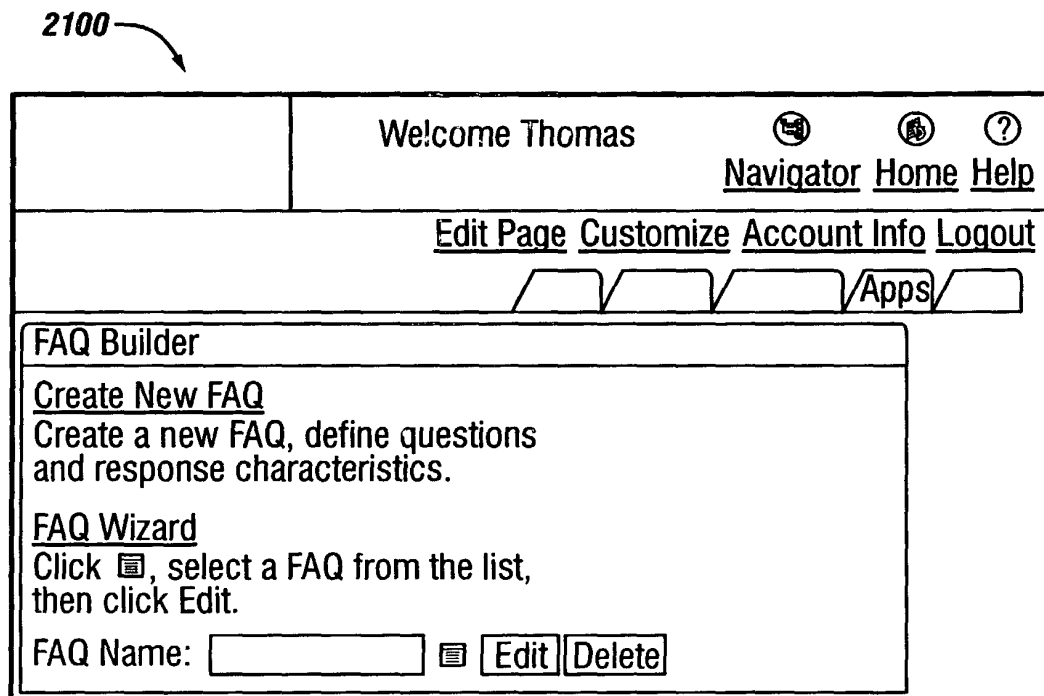 2100
Welcome Thomas
Navigator Home Help
Edit Page Customize Account Info Logout
Apps
FAQ Builder
Create New FAQ
Create a new FAQ, define questions
and response characteristics.
FAQ Wizard
Click , select a FAQ from the list,
then click Edit.
FAQ Name: Edit Delete